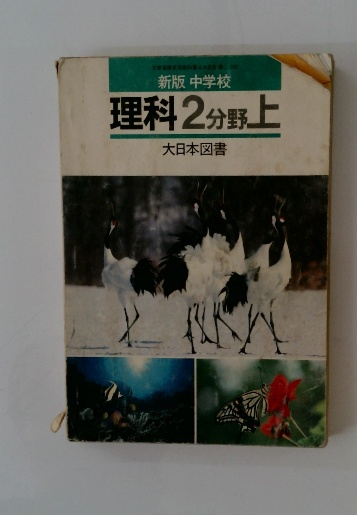 新版 中学校
理科2分野上
大日本図書